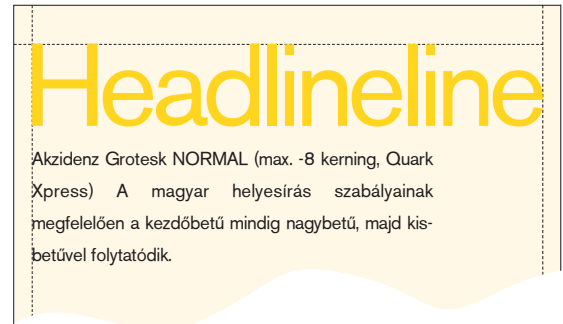 Headlineline
Akzidenz Grotesk NORMAL (max. -8 kerning, Quark
Xpress) A magyar helyesírás szabályainak
megfelelően a kezdőbetű mindig nagybetű, majd kis-
betűvel folytatódik.